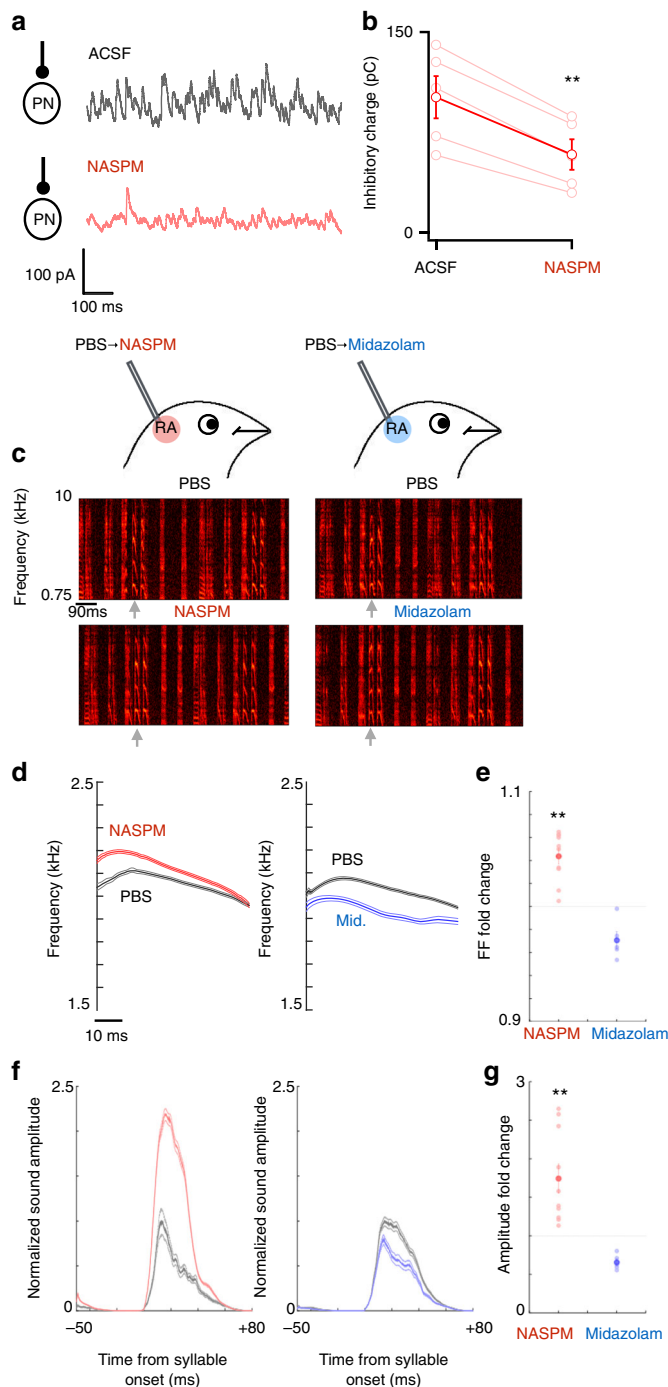 a
ACSF
PN
NASPM
PN
100 pA
100 ms
b
150
Inhibitory charge (pC)
**
0
ACSF
NASPM
PBS→NASPM
PBS→Midazolam
RA
RA
c
PBS
PBS
10
Frequency (kHz)
0.75
90ms
NASPM
Midazolam
d
2.5
Frequency (kHz)
NASPM
PBS
1.5
10 ms
2.5
Frequency (kHz)
PBS
Mid.
1.5
e
1.1
**
FF fold change
0.9
NASPM
Midazolam
f
2.5
Normalized sound amplitude
0
−50
+80
Time from syllable
onset (ms)
2.5
Normalized sound amplitude
0
−50
+80
Time from syllable
onset (ms)
g
3
**
Amplitude fold change
0
NASPM
Midazolam